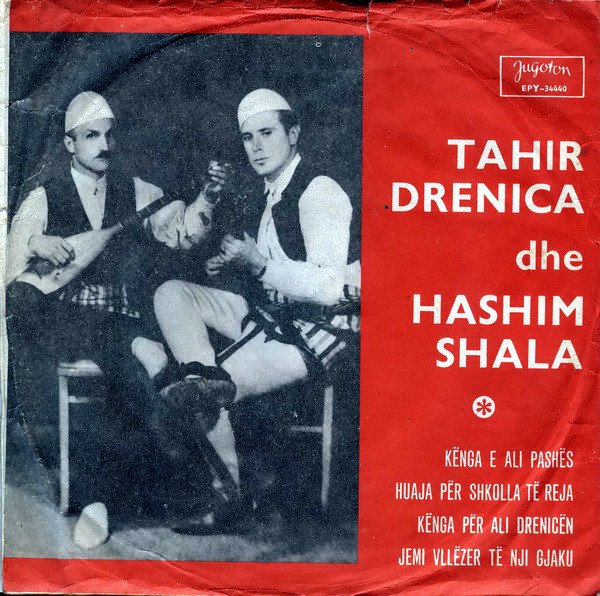 Jugoton
EPY-34440
TAHIR
DRENICA
dhe
HASHIM
SHALA
KËNGA E ALI PASHËS
HUAJA PËR SHKOLLA TË REJA
KËNGA PËR ALI DRENICËN
JEMI VLLËZER TË NJI GJAKU